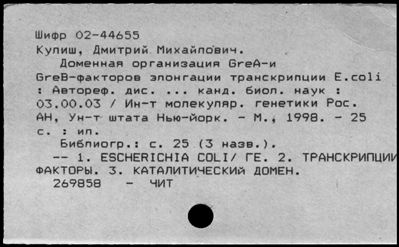 Шифр 02-44655
Кулиш, Дмитрий Михайлович.
Доменная организация GreA-и
GreB-факторов элонгации транскрипции E.coli
: Автореф. дис. ... канд. биол. наук :
03.00.03 / Ин-т молекуляр. генетики Рос.
АН, Ун-т штата Нью-йорк. - М., 1998. - 25
с. : ил.
Библиогр.: с. 25 (3 назв.).
-- 1. ESCHERICHIA COLI/ ГЕ. 2. ТРАНСКРИПЦИИ
ФАКТОРЫ. 3. КАТАЛИТИЧЕСКИЙ ДОМЕН.
269858 - ЧИТ